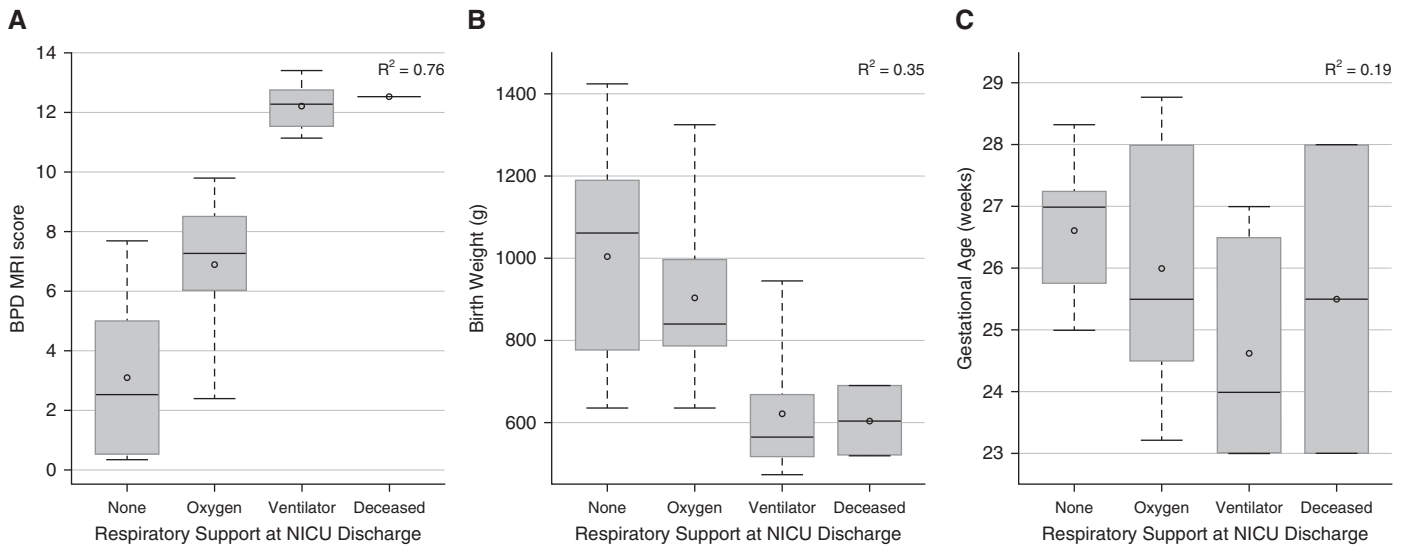 A
R² = 0.76
BPD MRI score
14
12
10
8
6
4
2
0
None Oxygen Ventilator Deceased
Respiratory Support at NICU Discharge
B
R² = 0.35
Birth Weight (g)
1400
1200
1000
800
600
None Oxygen Ventilator Deceased
Respiratory Support at NICU Discharge
C
R² = 0.19
Gestational Age (weeks)
29
28
27
26
25
24
23
None Oxygen Ventilator Deceased
Respiratory Support at NICU Discharge